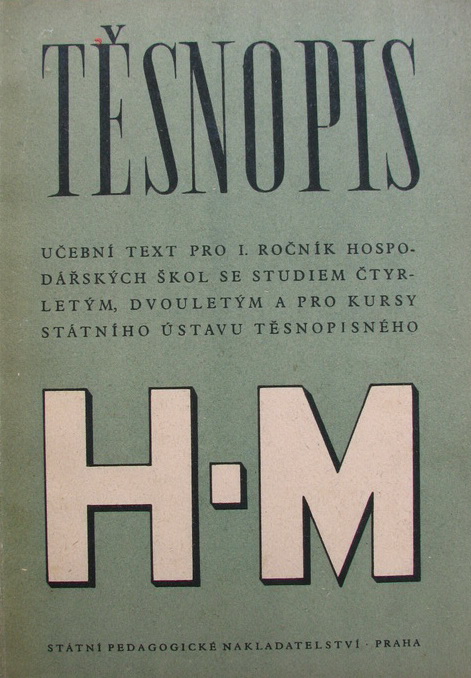 TĚSNOPIS
UČEBNÍ TEXT PRO I. ROČNÍK HOSPO-
DÁŘSKÝCH ŠKOL SE STUDIEM ČTYR-
LETÝM, DVOULETÝM A PRO KURSY
STÁTNÍHO ÚSTAVU TĚSNOPISNÉHO
H·M
STÁTNÍ PEDAGOGICKÉ NAKLADATELSTVÍ · PRAHA